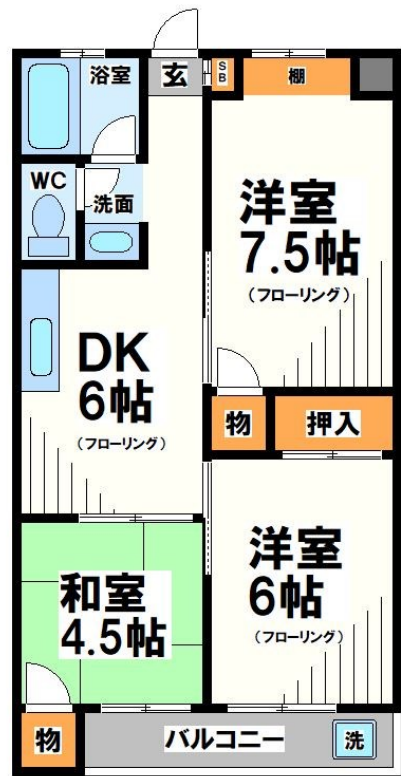 浴室
玄
SB
棚
WC
洗面
洋室
7.5帖
(フローリング)
DK
6帖
(フローリング)
物
押入
洋室
6帖
(フローリング)
和室
4.5帖
物
バルコニー
洗